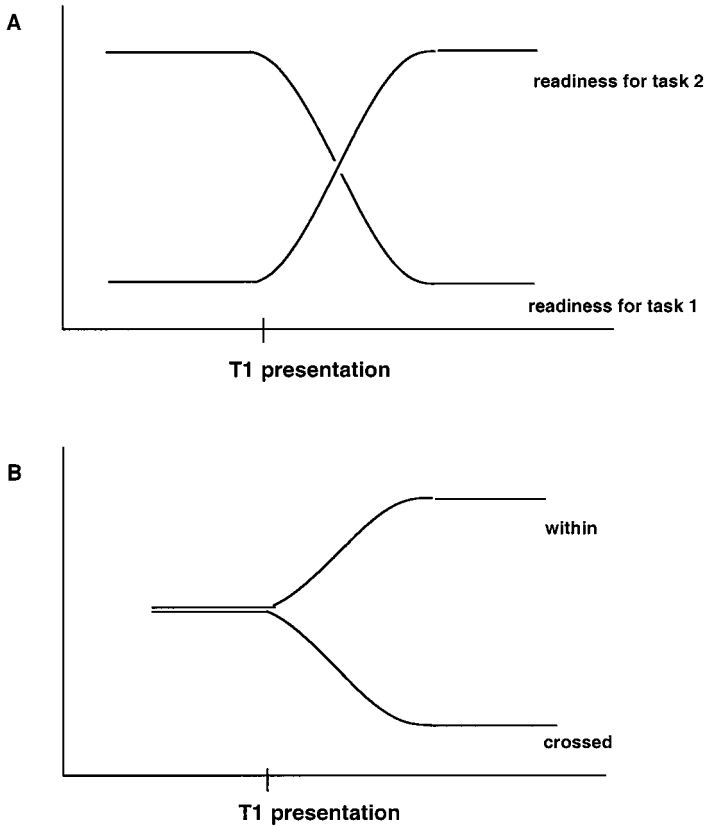 A
readiness for task 2
readiness for task 1
T1 presentation
B
within
crossed
T1 presentation